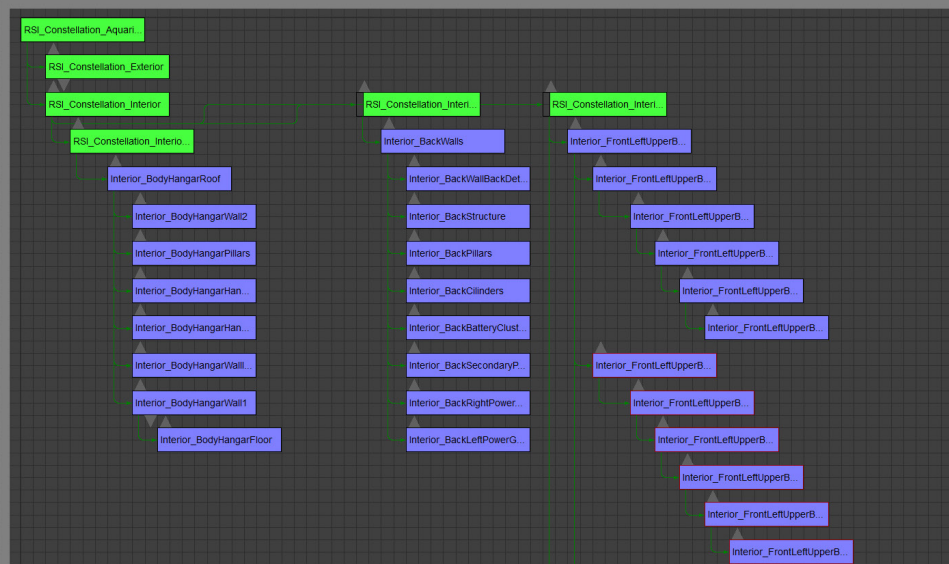 RSI_Constellation_Aquari...
RSI_Constellation_Exterior
RSI_Constellation_Interior
RSI_Constellation_Interio...
Interior_BodyHangarRoof
Interior_BodyHangarWall2
Interior_BodyHangarPillars
Interior_BodyHangarHan...
Interior_BodyHangarHan...
Interior_BodyHangarWalll...
Interior_BodyHangarWall1
Interior_BodyHangarFloor
RSI_Constellation_Interi...
Interior_BackWalls
Interior_BackWallBackDet...
Interior_BackStructure
Interior_BackPillars
Interior_BackCilinders
Interior_BackBatteryClust...
Interior_BackSecondaryP...
Interior_BackRightPower...
Interior_BackLeftPowerG...
RSI_Constellation_Interi...
Interior_FrontLeftUpperB...
Interior_FrontLeftUpperB...
Interior_FrontLeftUpperB...
Interior_FrontLeftUpperB...
Interior_FrontLeftUpperB...
Interior_FrontLeftUpperB...
Interior_FrontLeftUpperB...
Interior_FrontLeftUpperB...
Interior_FrontLeftUpperB...
Interior_FrontLeftUpperB...
Interior_FrontLeftUpperB...
Interior_FrontLeftUpperB...